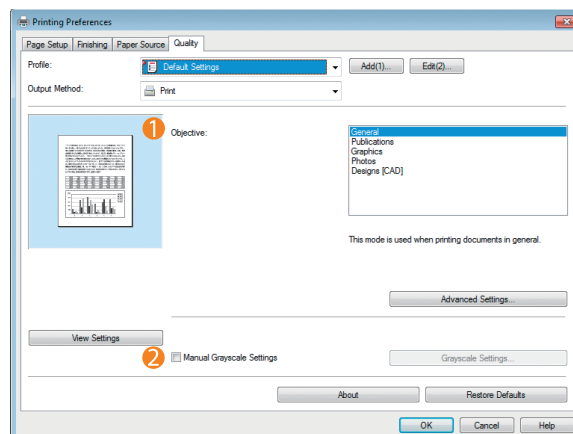 Printing Preferences
Page Setup Finishing Paper Source Quality
Profile: Default Settings Add(1)... Edit(2)...
Output Method: Print
1 Objective: General
Publications
Graphics
Photos
Designs [CAD]
This mode is used when printing documents in general.
Advanced Settings...
View Settings
2 Manual Grayscale Settings Grayscale Settings...
About Restore Defaults
OK Cancel Help